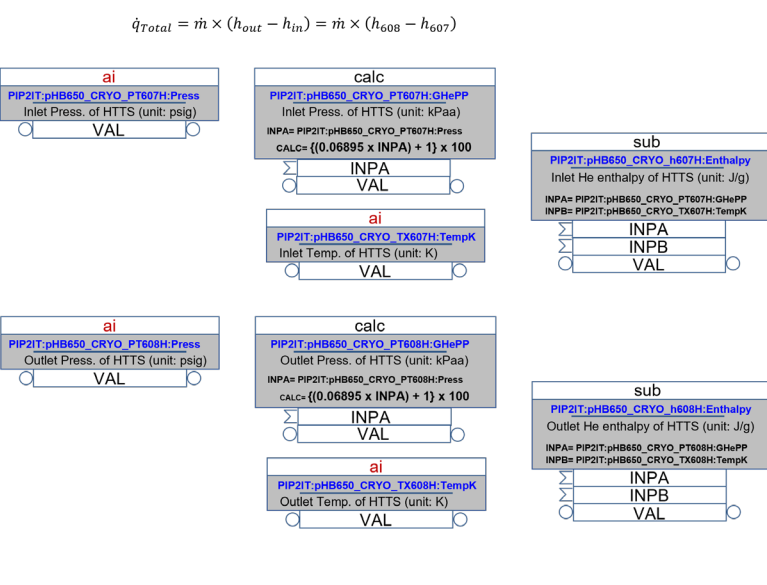 q̇_Total = ṁ × (h_out − h_in) = ṁ × (h_608 − h_607)
ai
PIP2IT:pHB650_CRYO_PT607H:Press
Inlet Press. of HTTS (unit: psig)
VAL
calc
PIP2IT:pHB650_CRYO_PT607H:GHePP
Inlet Press. of HTTS (unit: kPaa)
INPA= PIP2IT:pHB650_CRYO_PT607H:Press
CALC= {(0.06895 x INPA) + 1} x 100
INPA
VAL
ai
PIP2IT:pHB650_CRYO_TX607H:TempK
Inlet Temp. of HTTS (unit: K)
VAL
sub
PIP2IT:pHB650_CRYO_h607H:Enthalpy
Inlet He enthalpy of HTTS (unit: J/g)
INPA= PIP2IT:pHB650_CRYO_PT607H:GHePP
INPB= PIP2IT:pHB650_CRYO_TX607H:TempK
INPA
INPB
VAL
ai
PIP2IT:pHB650_CRYO_PT608H:Press
Outlet Press. of HTTS (unit: psig)
VAL
calc
PIP2IT:pHB650_CRYO_PT608H:GHePP
Outlet Press. of HTTS (unit: kPaa)
INPA= PIP2IT:pHB650_CRYO_PT608H:Press
CALC= {(0.06895 x INPA) + 1} x 100
INPA
VAL
ai
PIP2IT:pHB650_CRYO_TX608H:TempK
Outlet Temp. of HTTS (unit: K)
VAL
sub
PIP2IT:pHB650_CRYO_h608H:Enthalpy
Outlet He enthalpy of HTTS (unit: J/g)
INPA= PIP2IT:pHB650_CRYO_PT608H:GHePP
INPB= PIP2IT:pHB650_CRYO_TX608H:TempK
INPA
INPB
VAL